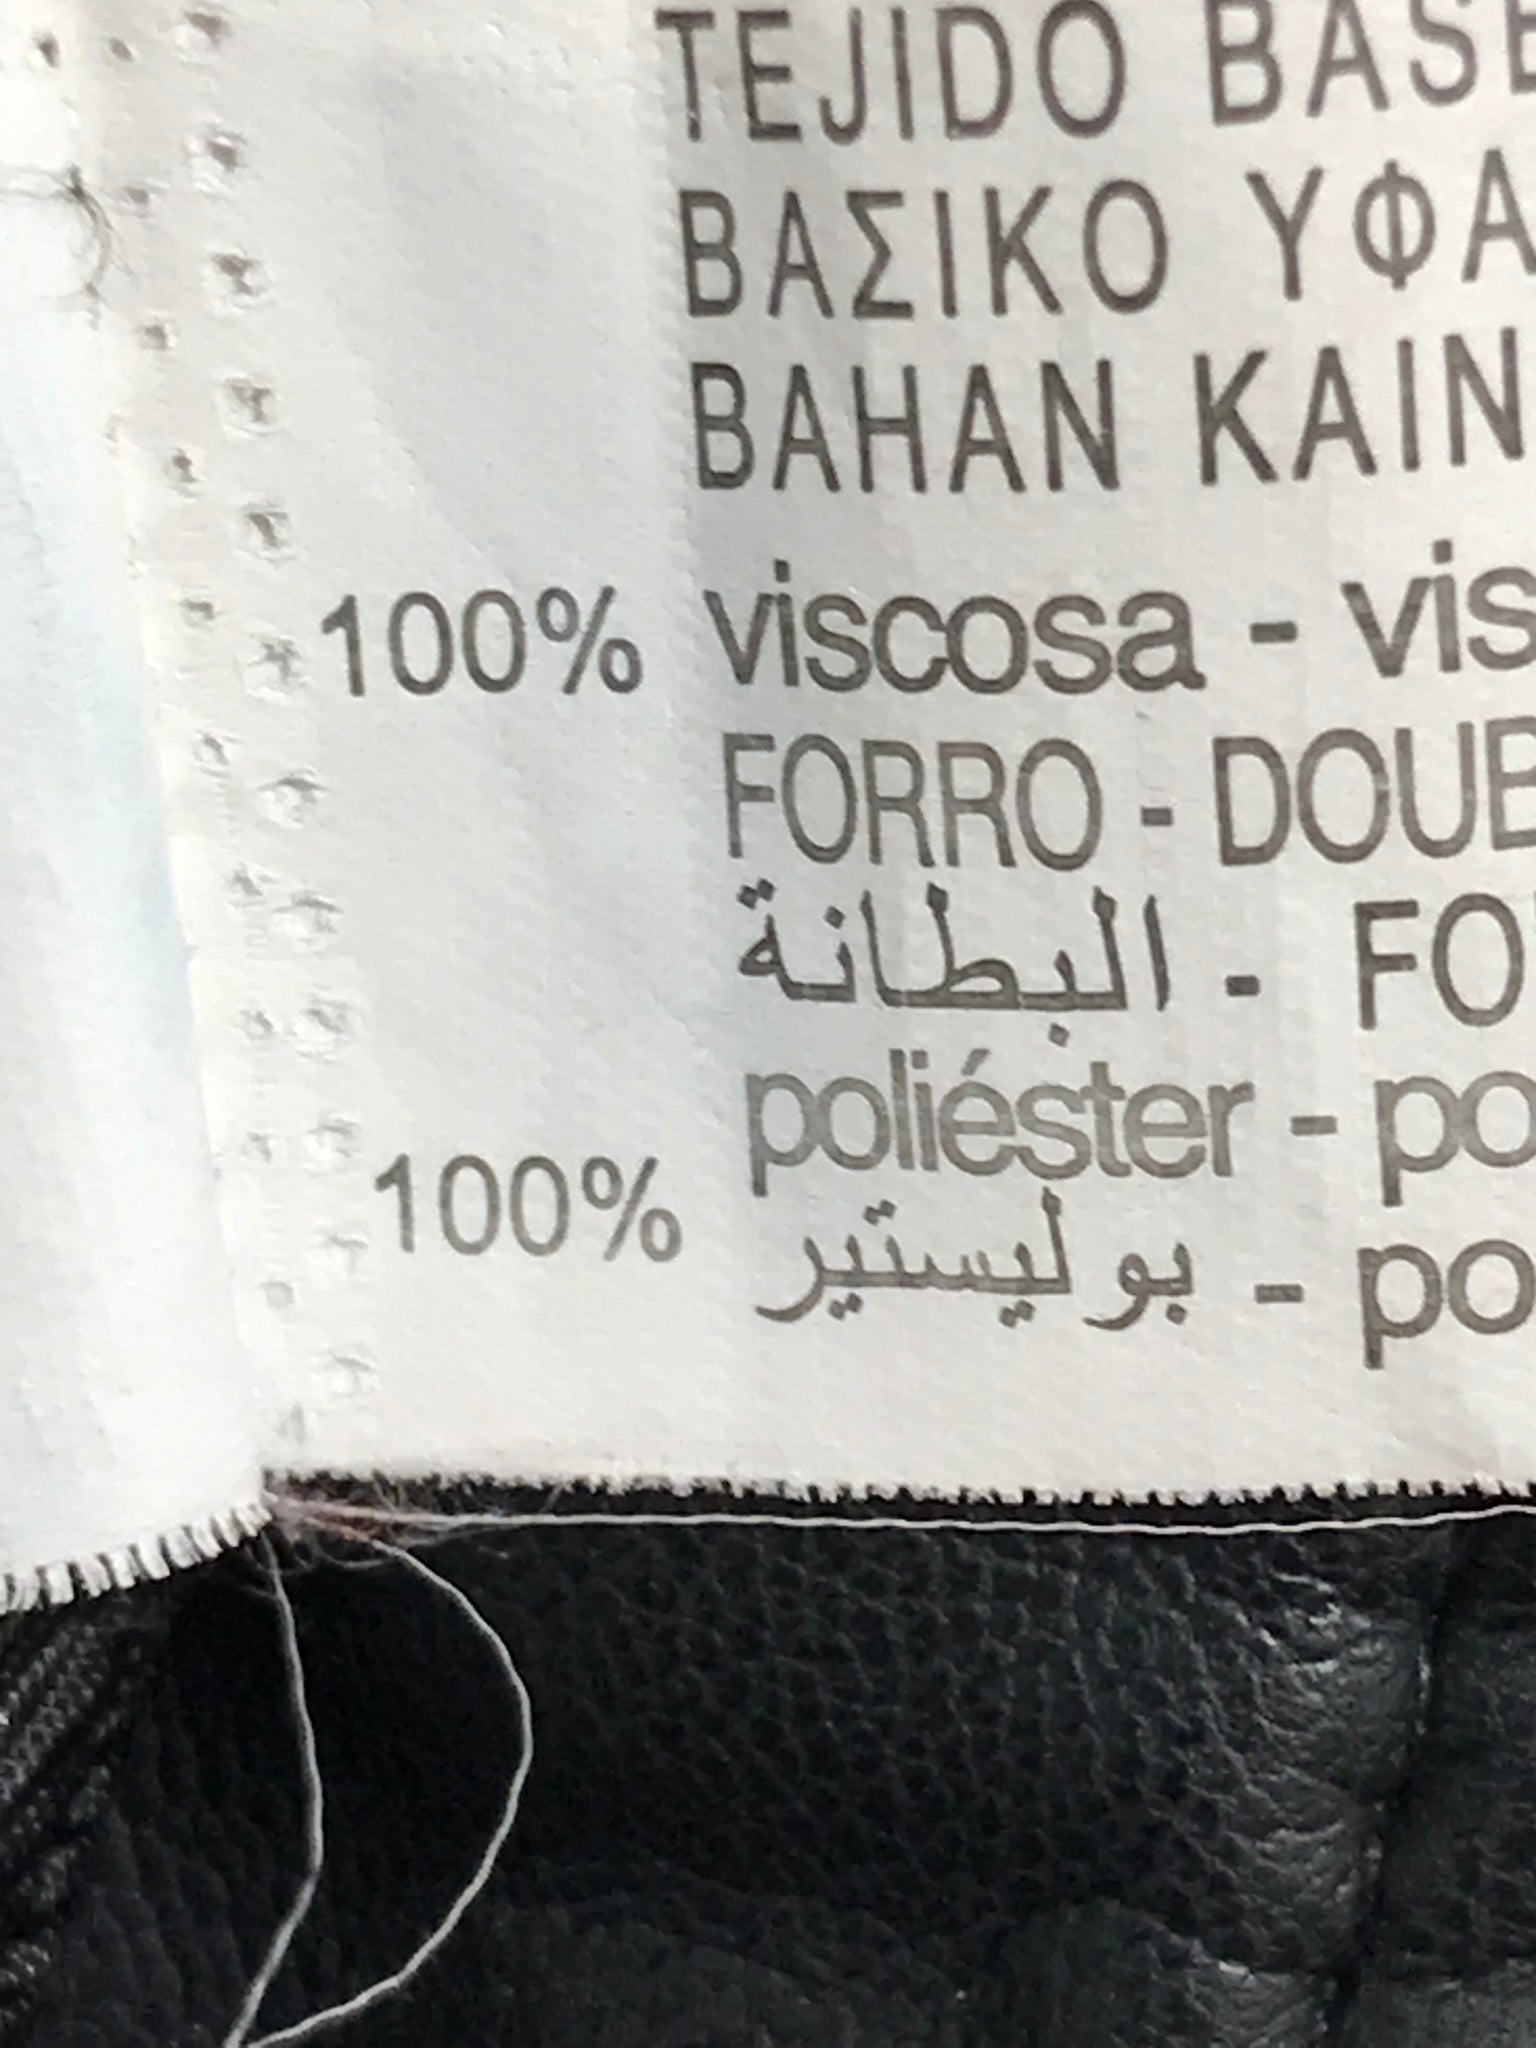 TEJIDO BASE
ΒΑΣΙΚΟ ΥΦΑ
BAHAN KAIN
100% viscosa - vis
FORRO - DOUB
البطانة - FO
100% poliéster - po
بوليستير - po